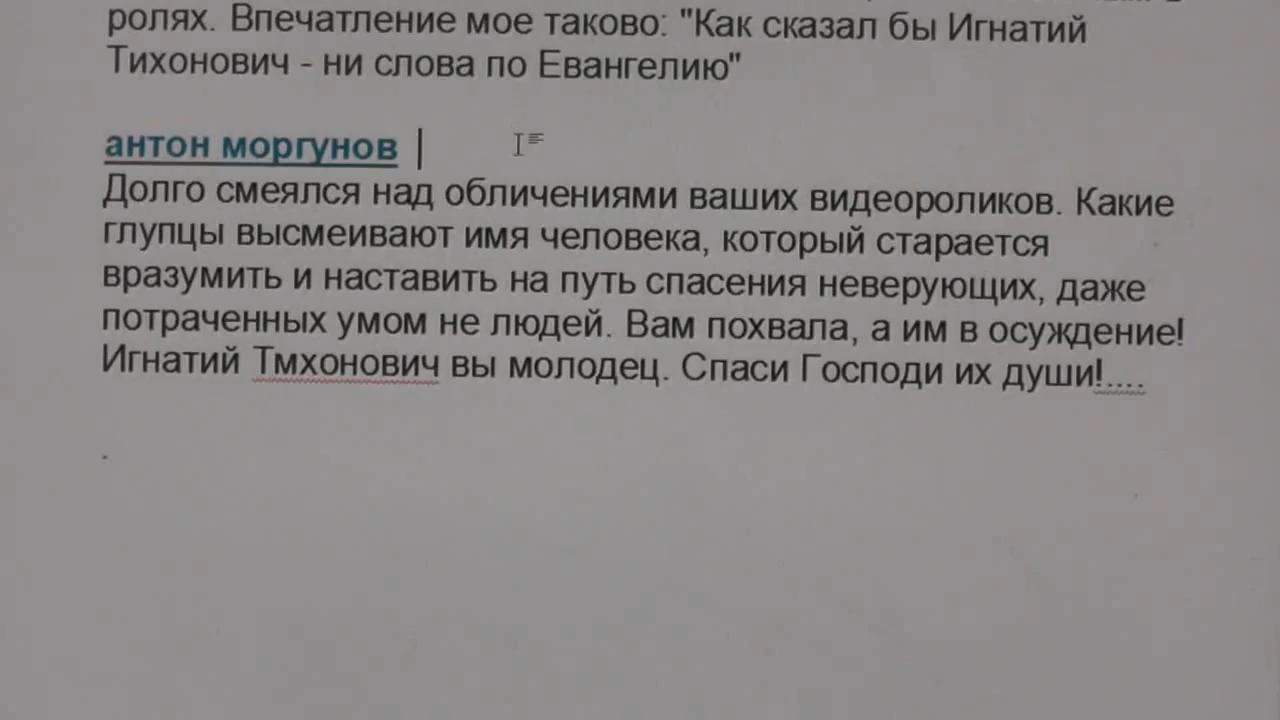 ролях. Впечатление мое таково: "Как сказал бы Игнатий
Тихонович - ни слова по Евангелию"
антон моргунов
Долго смеялся над обличениями ваших видеороликов. Какие
глупцы высмеивают имя человека, который старается
вразумить и наставить на путь спасения неверующих, даже
потраченных умом не людей. Вам похвала, а им в осуждение!
Игнатий Тмхонович вы молодец. Спаси Господи их души!....
.